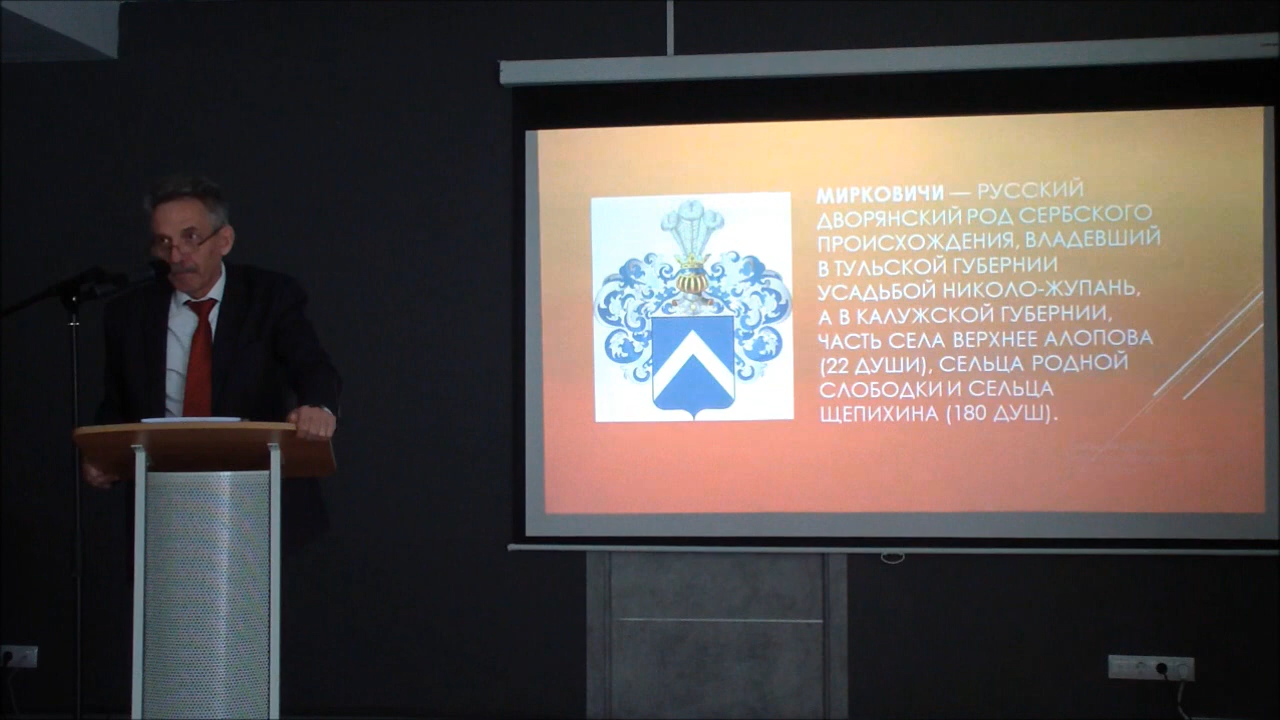 МИРКОВИЧИ — РУССКИЙ
ДВОРЯНСКИЙ РОД СЕРБСКОГО
ПРОИСХОЖДЕНИЯ, ВЛАДЕВШИЙ
В ТУЛЬСКОЙ ГУБЕРНИИ
УСАДЬБОЙ НИКОЛО-ЖУПАНЬ,
А В КАЛУЖСКОЙ ГУБЕРНИИ,
ЧАСТЬ СЕЛА ВЕРХНЕЕ АЛОПОВА
(22 ДУШИ), СЕЛЬЦА РОДНОЙ
СЛОБОДКИ И СЕЛЬЦА
ЩЕПИХИНА (180 ДУШ).